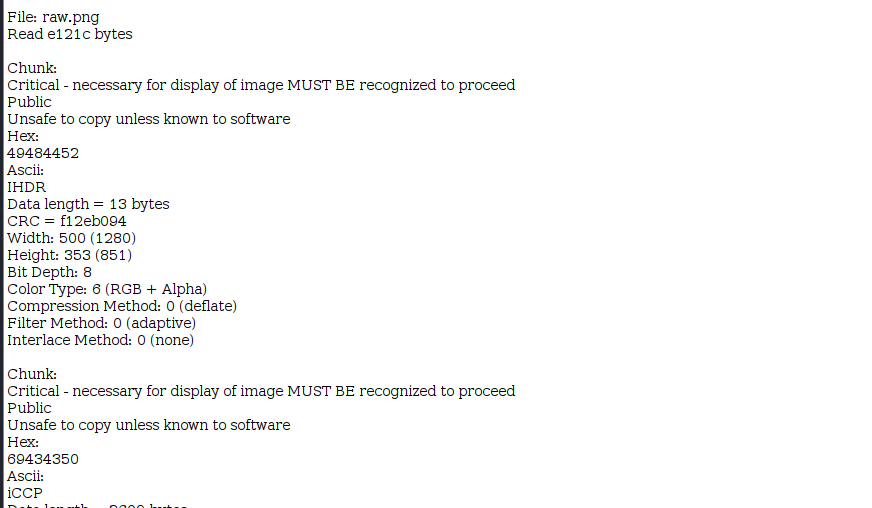 File: raw.png
Read e121c bytes
Chunk:
Critical - necessary for display of image MUST BE recognized to proceed
Public
Unsafe to copy unless known to software
Hex:
49484452
Ascii:
IHDR
Data length = 13 bytes
CRC = f12eb094
Width: 500 (1280)
Height: 353 (851)
Bit Depth: 8
Color Type: 6 (RGB + Alpha)
Compression Method: 0 (deflate)
Filter Method: 0 (adaptive)
Interlace Method: 0 (none)
Chunk:
Critical - necessary for display of image MUST BE recognized to proceed
Public
Unsafe to copy unless known to software
Hex:
69434350
Ascii:
iCCP